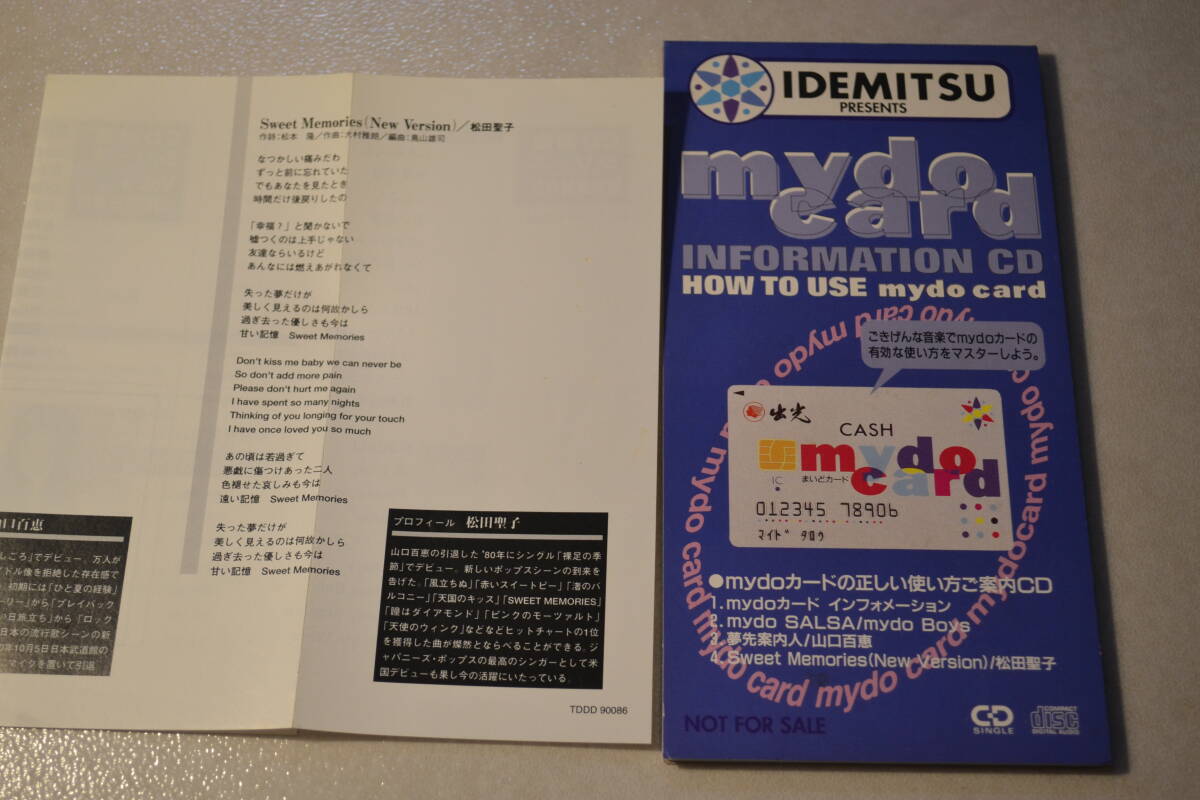 Sweet Memories(New Version)／松田聖子
作詩:松本　隆／作曲:大村雅朗／編曲:鳥山雄司
なつかしい痛みだわ
ずっと前に忘れていた
でもあなたを見たとき
時間だけ後戻りしたの
「幸福？」と聞かないで
嘘つくのは上手じゃない
友達ならいるけど
あんなには燃えあがれなくて
失った夢だけが
美しく見えるのは何故かしら
過ぎ去った優しさも今は
甘い記憶　Sweet Memories
Don't kiss me baby we can never be
So don't add more pain
Please don't hurt me again
I have spent so many nights
Thinking of you longing for your touch
I have once loved you so much
あの頃は若過ぎて
悪戯に傷つけあった二人
色褪せた哀しみも今は
遠い記憶　Sweet Memories
失った夢だけが
美しく見えるのは何故かしら
過ぎ去った優しさも今は
甘い記憶　Sweet Memories
口百恵
しごろ」でデビュー。万人が
ドル像を拒絶した存在感で
初期には「ひと夏の経験」
ーリー」から「プレイバック
い日旅立ち」から「ロック
日本の流行歌シーンの新
0年10月5日日本武道館の
マイクを置いて引退
プロフィール　松田聖子
山口百恵の引退した'80年にシングル「裸足の季
節」でデビュー。新しいポップスシーンの到来を
告げた。「風立ちぬ」「赤いスイートピー」「渚のバ
ルコニー」「天国のキッス」「SWEET MEMORIES」
「瞳はダイアモンド」「ピンクのモーツァルト」
「天使のウィンク」などなどヒットチャートの1位
を獲得した曲が燦然とならべることができる。ジ
ャパニーズ・ポップスの最高のシンガーとして米
国デビューも果し今の活躍にいたっている。
TDDD 90086
IDEMITSU
PRESENTS
mydo
card
INFORMATION CD
HOW TO USE mydo card
ごきげんな音楽でmydoカードの
有効な使い方をマスターしよう。
出光
CASH
mydo
card
IC
まいどカード
012345 78906
マイド タロウ
mydo card mydo card mydo card mydocard mydo card mydo card
●mydoカードの正しい使い方ご案内CD
1. mydoカード インフォメーション
2. mydo SALSA/mydo Boys
3. 夢先案内人/山口百恵
4. Sweet Memories(New Version)/松田聖子
NOT FOR SALE
CD
SINGLE
COMPACT
disc
DIGITAL AUDIO